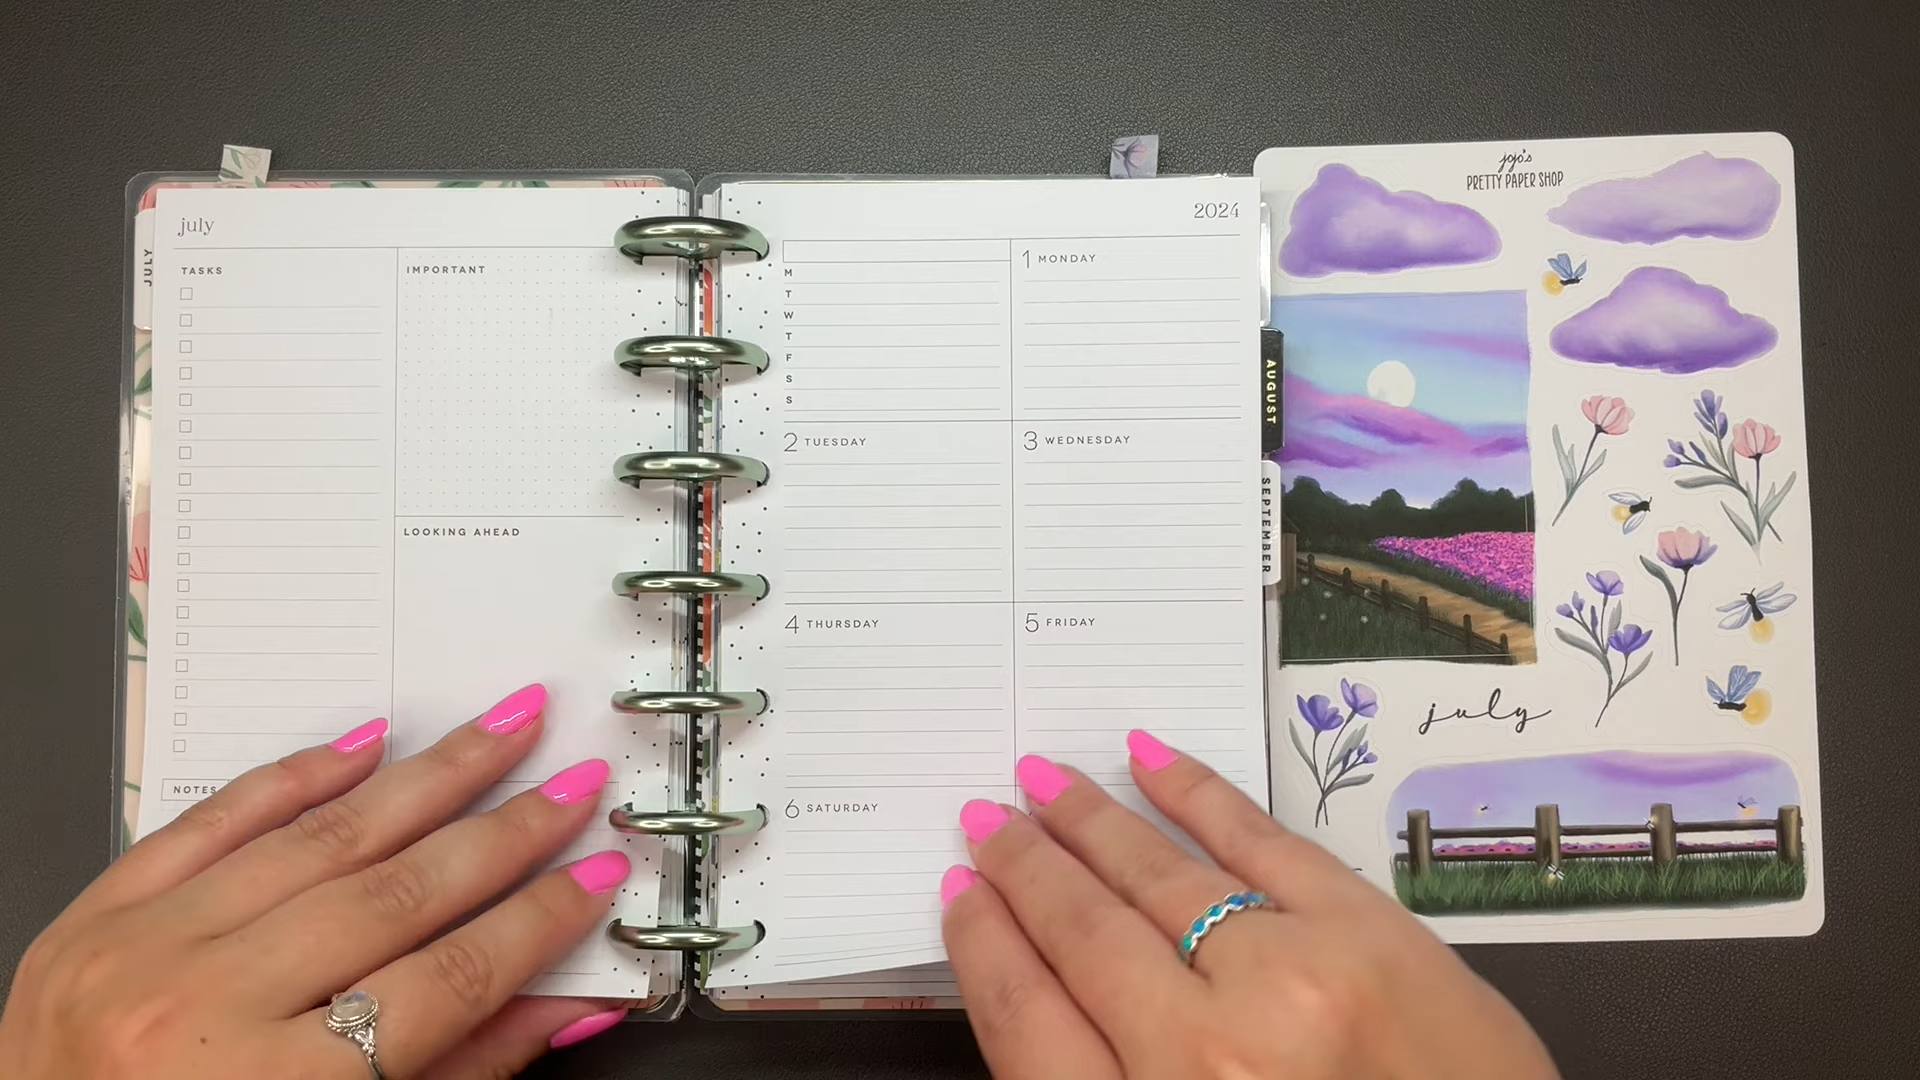 july
JULY
TASKS
IMPORTANT
LOOKING AHEAD
NOTES
2024
M
T
W
T
F
S
S
1 MONDAY
2 TUESDAY
3 WEDNESDAY
4 THURSDAY
5 FRIDAY
6 SATURDAY
AUGUST
SEPTEMBER
jojo's
PRETTY PAPER SHOP
july